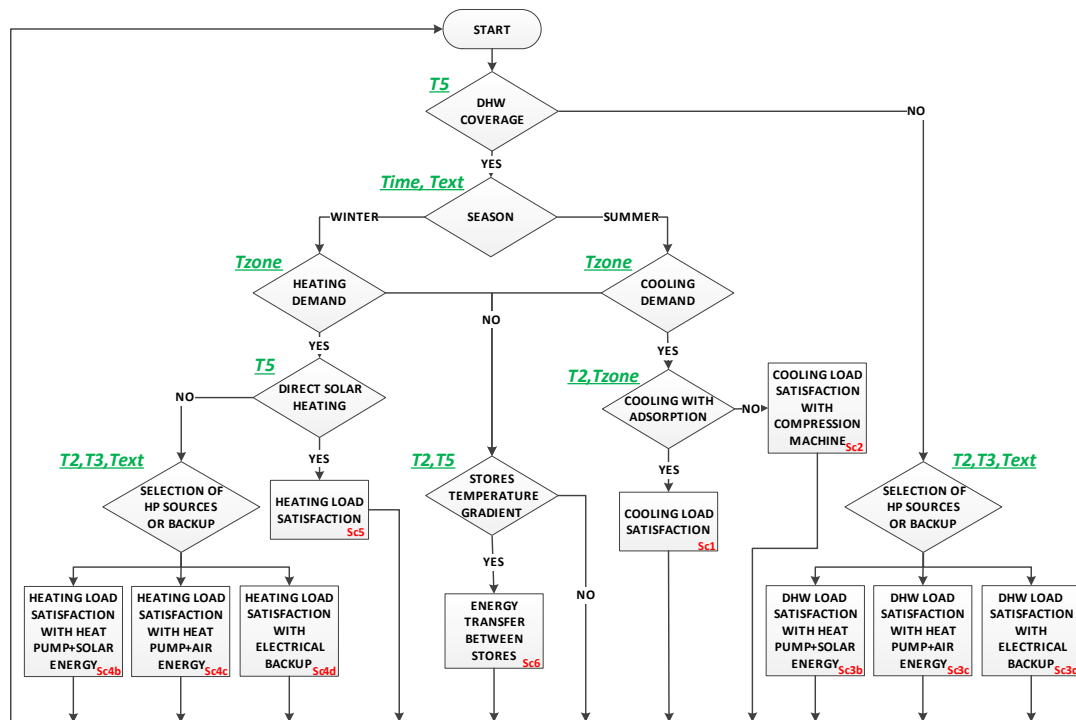 START
T5
DHW
COVERAGE
NO
YES
Time, Text
SEASON
WINTER
SUMMER
Tzone
HEATING
DEMAND
Tzone
COOLING
DEMAND
NO
YES
YES
T5
DIRECT SOLAR
HEATING
NO
YES
T2,Tzone
COOLING WITH
ADSORPTION
NO
YES
COOLING LOAD
SATISFACTION
WITH
COMPRESSION
MACHINE
Sc2
T2,T3,Text
SELECTION OF
HP SOURCES
OR BACKUP
HEATING LOAD
SATISFACTION
Sc5
T2,T5
STORES
TEMPERATURE
GRADIENT
YES
NO
COOLING LOAD
SATISFACTION
Sc1
T2,T3,Text
SELECTION OF
HP SOURCES
OR BACKUP
HEATING LOAD
SATISFACTION
WITH HEAT
PUMP+SOLAR
ENERGY
Sc4b
HEATING LOAD
SATISFACTION
WITH HEAT
PUMP+AIR
ENERGY
Sc4c
HEATING LOAD
SATISFACTION
WITH
ELECTRICAL
BACKUP
Sc4d
ENERGY
TRANSFER
BETWEEN
STORES
Sc6
DHW LOAD
SATISFACTION
WITH HEAT
PUMP+SOLAR
ENERGY
Sc3b
DHW LOAD
SATISFACTION
WITH HEAT
PUMP+AIR
ENERGY
Sc3c
DHW LOAD
SATISFACTION
WITH
ELECTRICAL
BACKUP
Sc3d